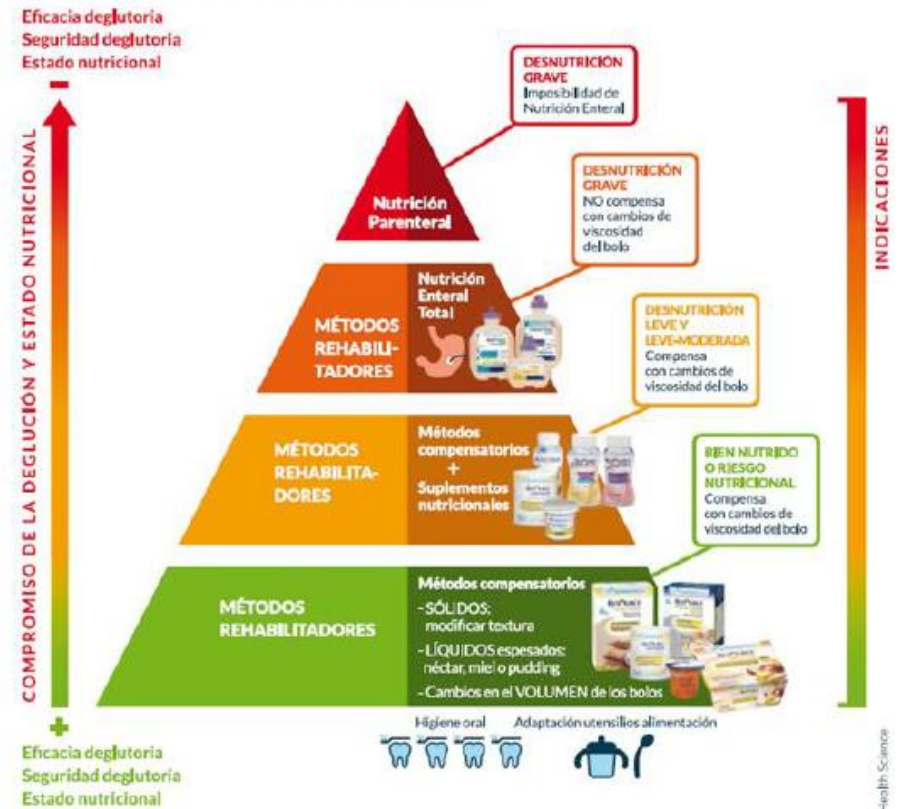 Eficacia deglutoria
Seguridad deglutoria
Estado nutricional
COMPROMISO DE LA DEGLUCIÓN Y ESTADO NUTRICIONAL
INDICACIONES
DESNUTRICIÓN
GRAVE
Imposibilidad de
Nutrición Enteral
Nutrición
Parenteral
DESNUTRICIÓN
GRAVE
NO compensa
con cambios de
viscosidad
del bolo
MÉTODOS
REHABILI-
TADORES
Nutrición
Enteral
Total
DESNUTRICIÓN
LEVE Y
LEVE-MODERADA
Compensa
con cambios de
viscosidad del bolo
MÉTODOS
REHABILITA-
DORES
Métodos
compensatorios
+
Suplementos
nutricionales
BIEN NUTRIDO
O RIESGO
NUTRICIONAL
Compensa
con cambios de
viscosidad del bolo
MÉTODOS
REHABILITADORES
Métodos compensatorios
-SÓLIDOS:
modificar textura
-LÍQUIDOS espesados:
néctar, miel o pudding
-Cambios en el VOLUMEN de los bolos
Higiene oral
Adaptación utensilios alimentación
Eficacia deglutoria
Seguridad deglutoria
Estado nutricional
Health Science